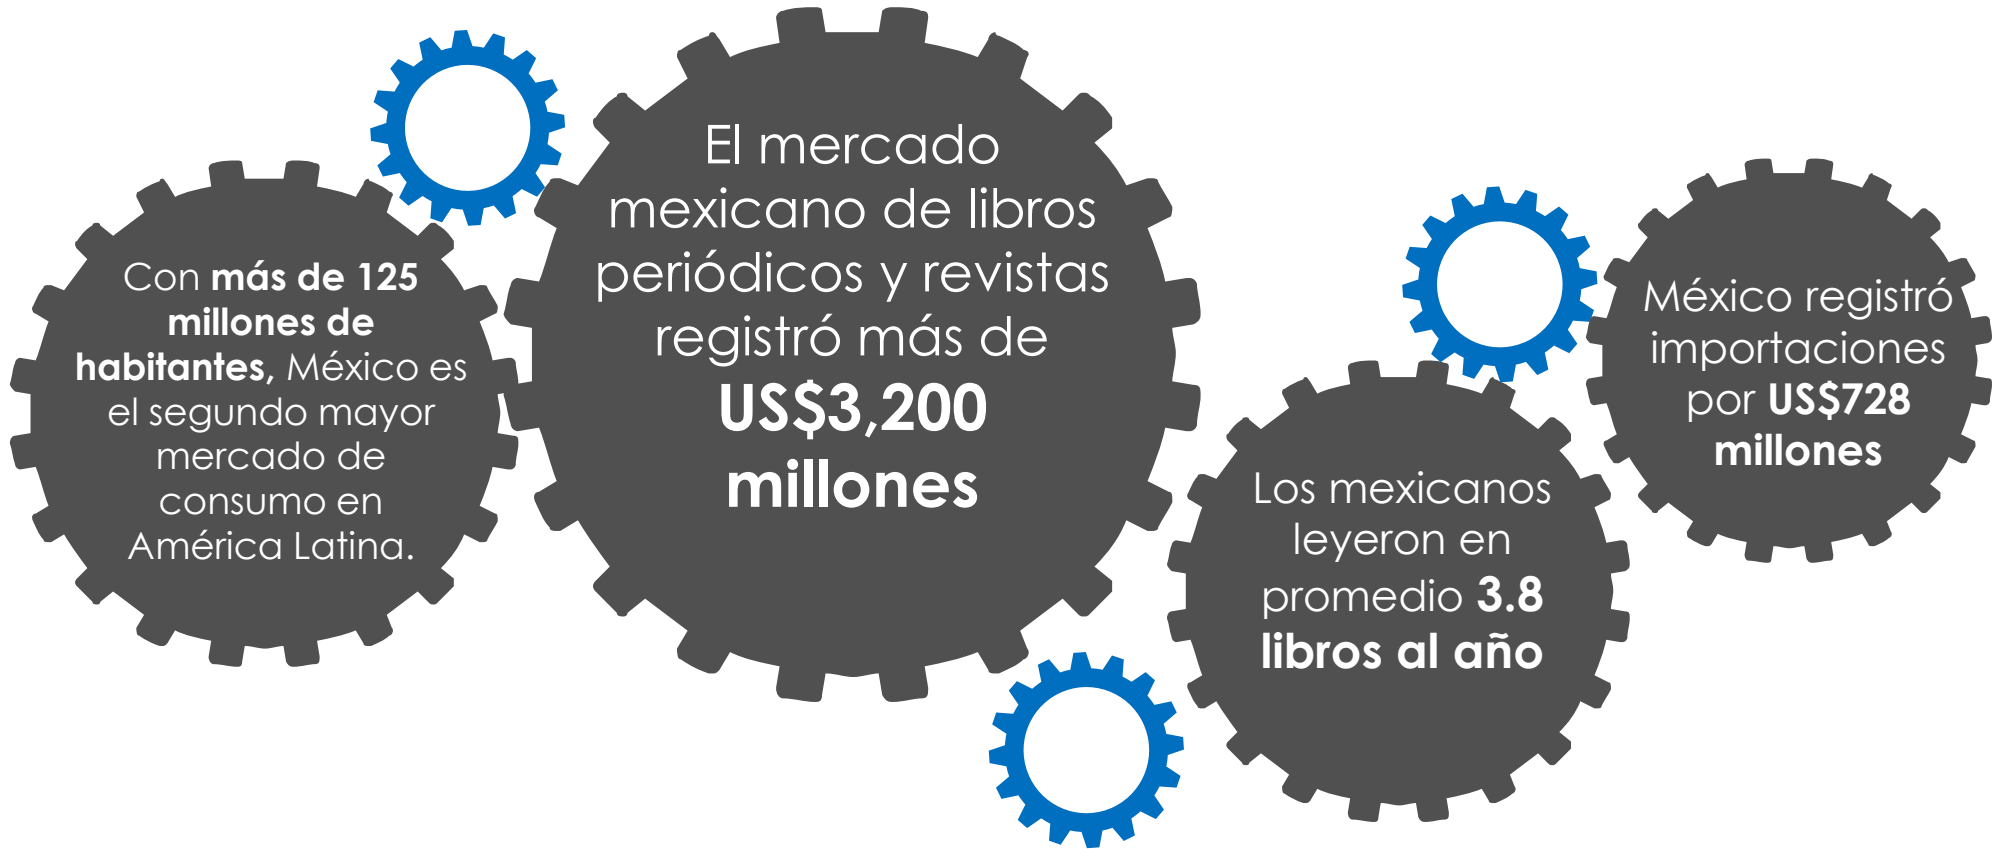 Con más de 125
millones de
habitantes, México es
el segundo mayor
mercado de
consumo en
América Latina.
El mercado
mexicano de libros
periódicos y revistas
registró más de
US$3,200
millones
Los mexicanos
leyeron en
promedio 3.8
libros al año
México registró
importaciones
por US$728
millones